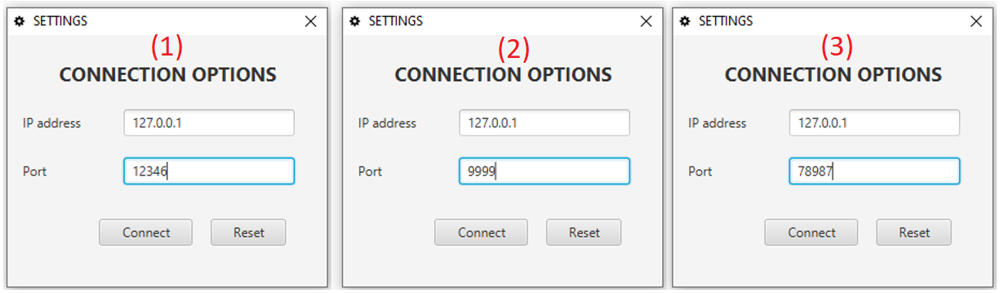 SETTINGS
(1)
CONNECTION OPTIONS
IP address 127.0.0.1
Port 12346
Connect Reset
SETTINGS
(2)
CONNECTION OPTIONS
IP address 127.0.0.1
Port 9999
Connect Reset
SETTINGS
(3)
CONNECTION OPTIONS
IP address 127.0.0.1
Port 78987
Connect Reset